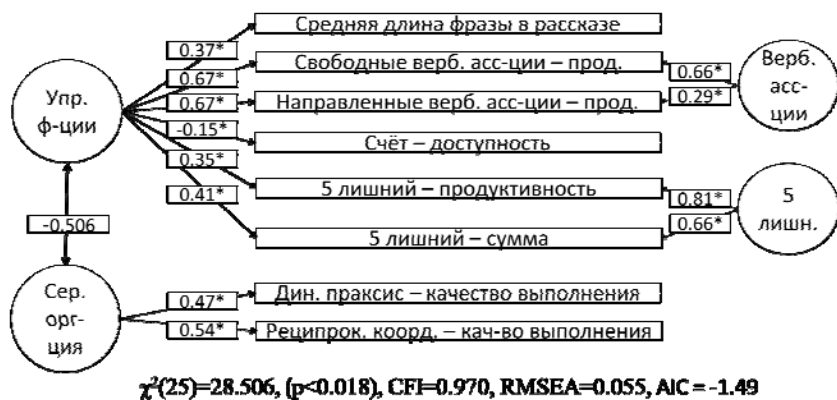 Средняя длина фразы в рассказе
0.37*
Свободные верб. асс-ции – прод.
0.67*
0.66*
Верб.
асс-
ции
Упр.
ф-ции
Направленные верб. асс-ции – прод.
0.67*
0.29*
-0.15*
Счёт – доступность
0.35*
5 лишний – продуктивность
0.41*
0.81*
5
лишн.
0.66*
5 лишний – сумма
-0.506
Сер.
орг-
ция
0.47*
Дин. праксис – качество выполнения
0.54*
Реципрок. коорд. – кач-во выполнения
χ²(25)=28.506, (p<0.018), CFI=0.970, RMSEA=0.055, AIC = -1.49